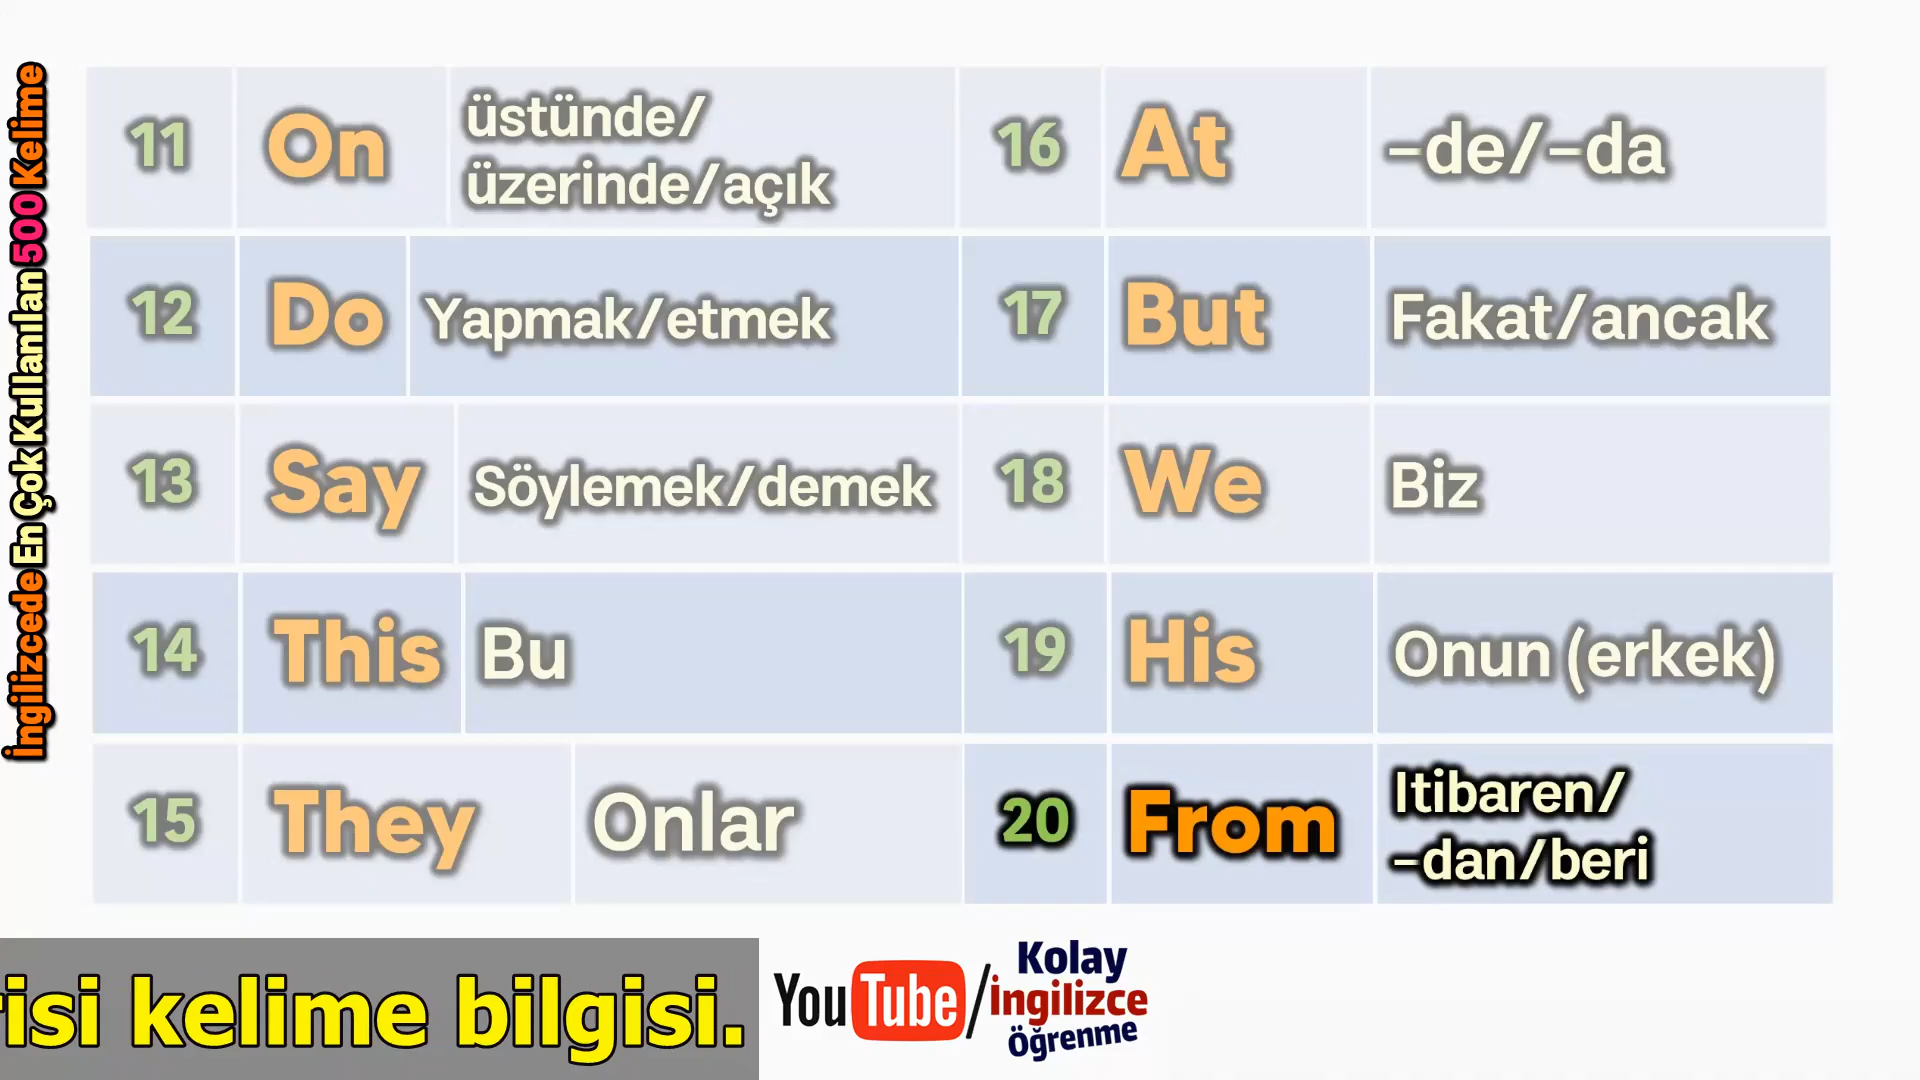 İngilizcede En Çok Kullanılan 500 Kelime
11 On üstünde/
üzerinde/açık
12 Do Yapmak/etmek
13 Say Söylemek/demek
14 This Bu
15 They Onlar
16 At –de/–da
17 But Fakat/ancak
18 We Biz
19 His Onun (erkek)
20 From Itibaren/
–dan/beri
isi kelime bilgisi.
YouTube/
Kolay
İngilizce
Öğrenme